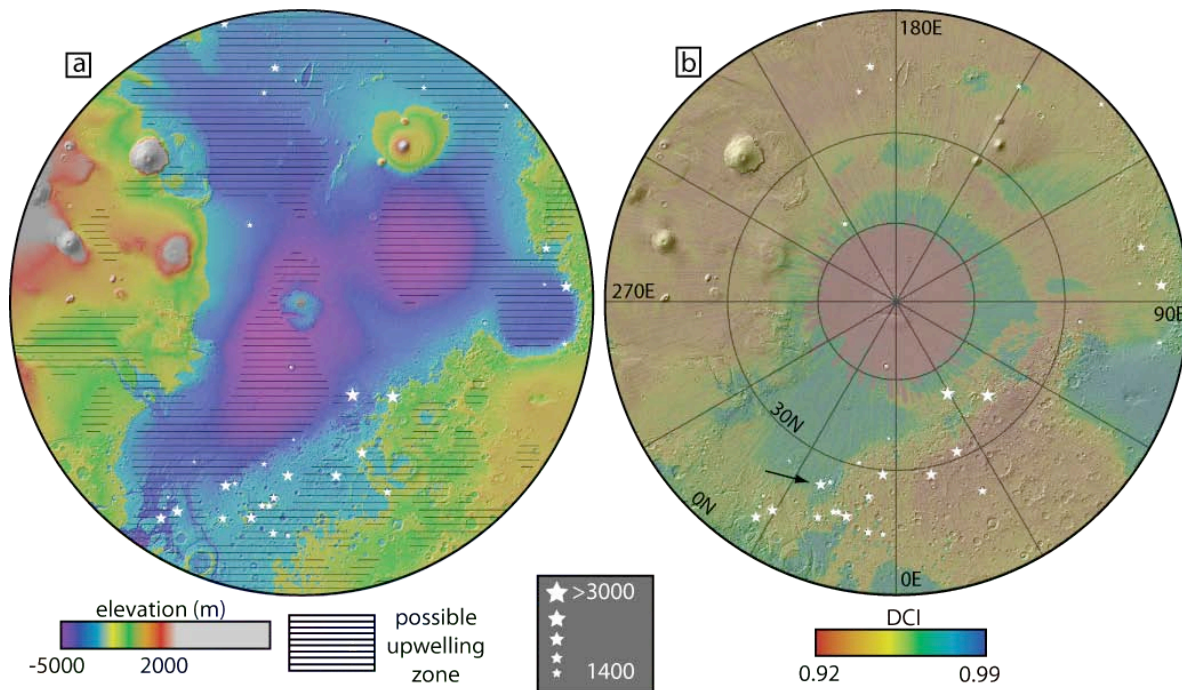 a
b
180E
270E
90E
30N
0N
0E
elevation (m)
-5000
2000
possible
upwelling
zone
>3000
1400
DCI
0.92
0.99